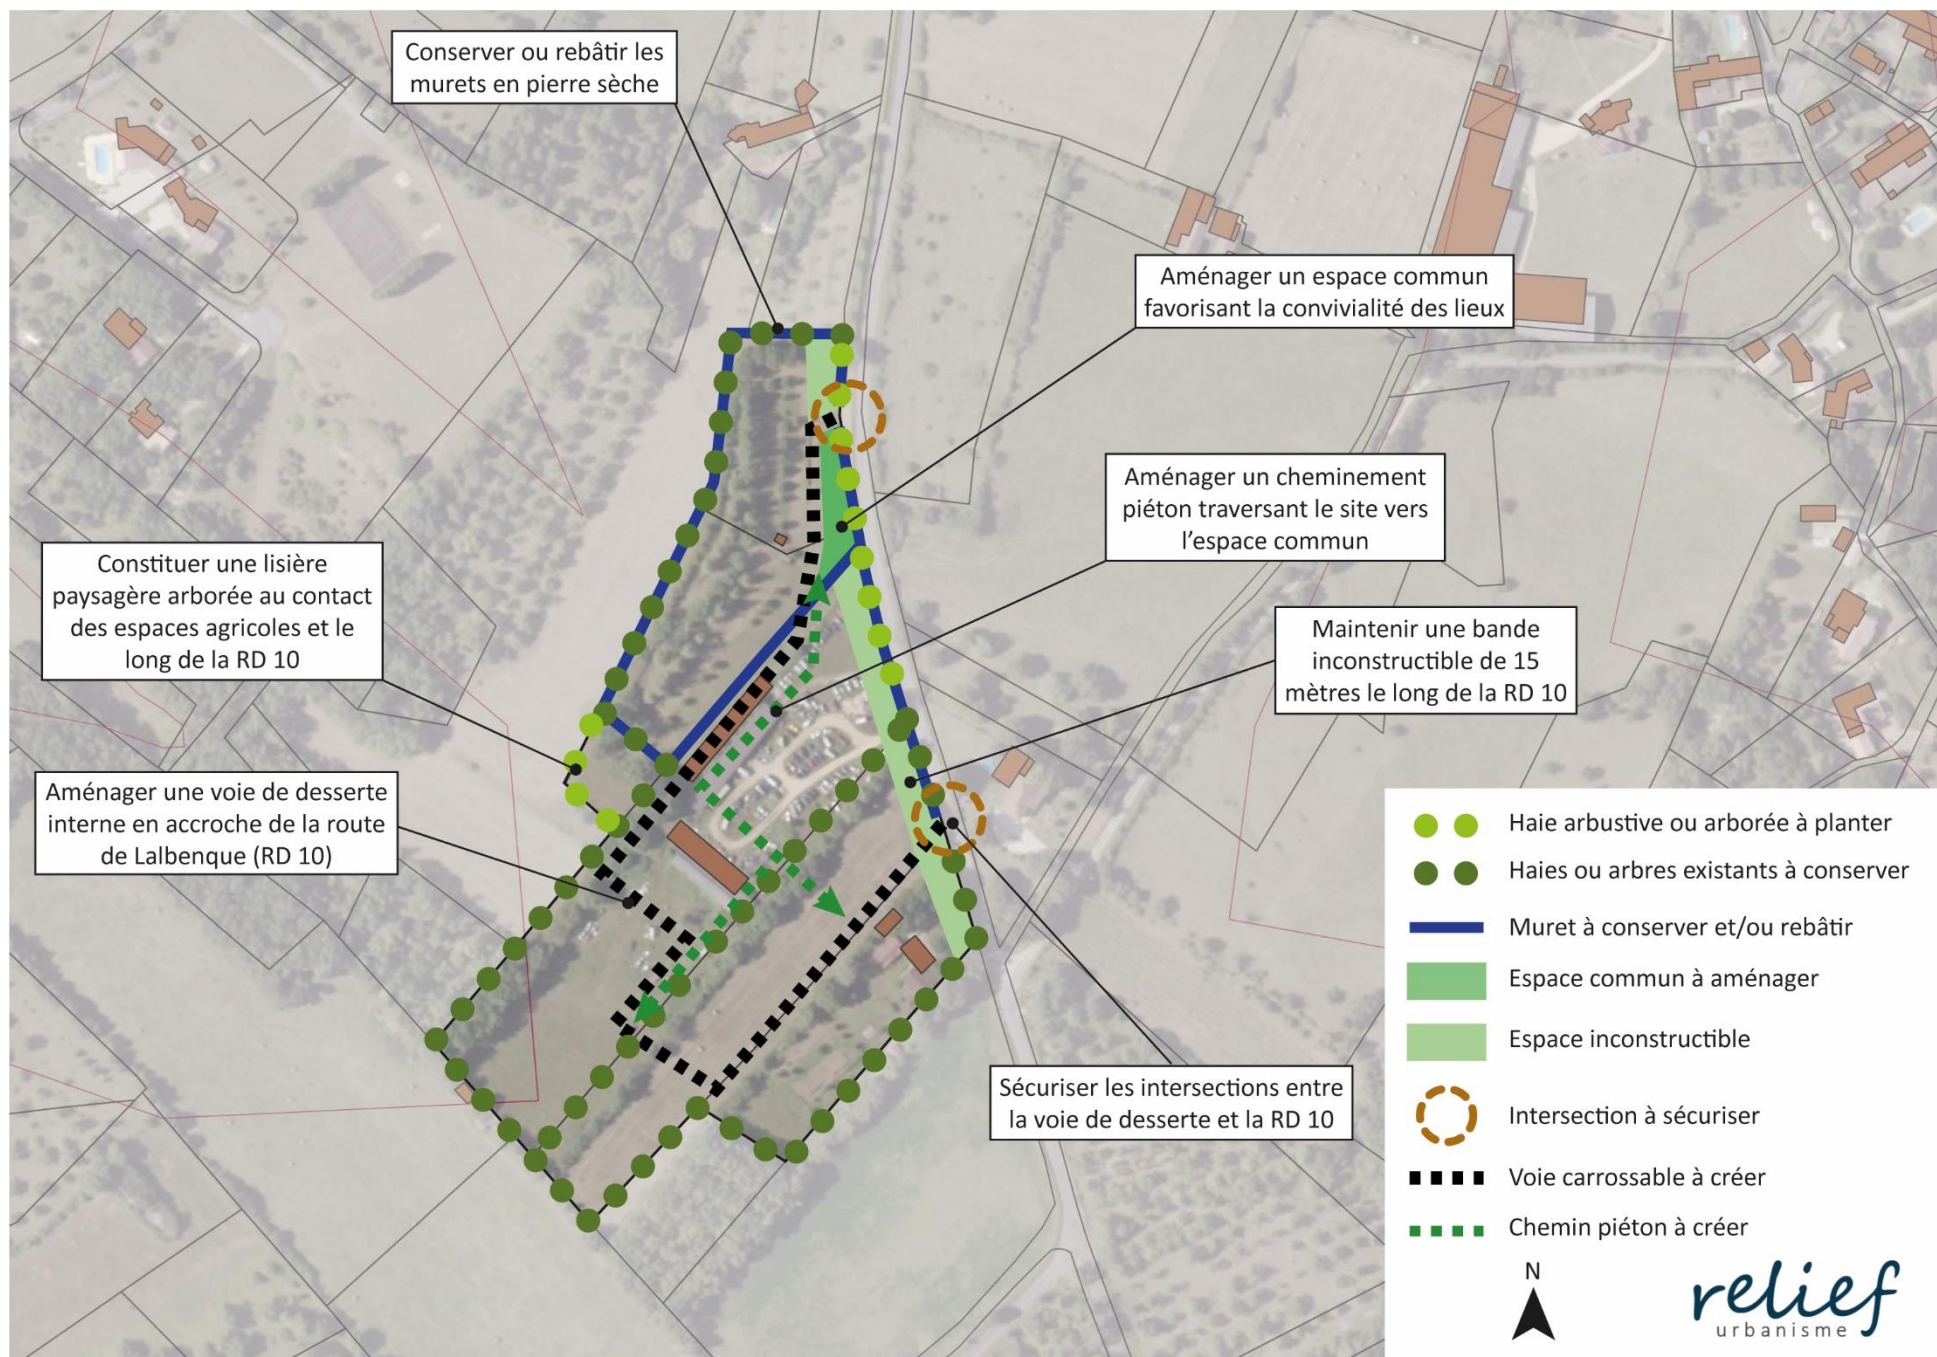 Conserver ou rebâtir les
murets en pierre sèche
Aménager un espace commun
favorisant la convivialité des lieux
Aménager un cheminement
piéton traversant le site vers
l'espace commun
Constituer une lisière
paysagère arborée au contact
des espaces agricoles et le
long de la RD 10
Maintenir une bande
inconstructible de 15
mètres le long de la RD 10
Aménager une voie de desserte
interne en accroche de la route
de Lalbenque (RD 10)
Sécuriser les intersections entre
la voie de desserte et la RD 10
Haie arbustive ou arborée à planter
Haies ou arbres existants à conserver
Muret à conserver et/ou rebâtir
Espace commun à aménager
Espace inconstructible
Intersection à sécuriser
Voie carrossable à créer
Chemin piéton à créer
N
relief
urbanisme